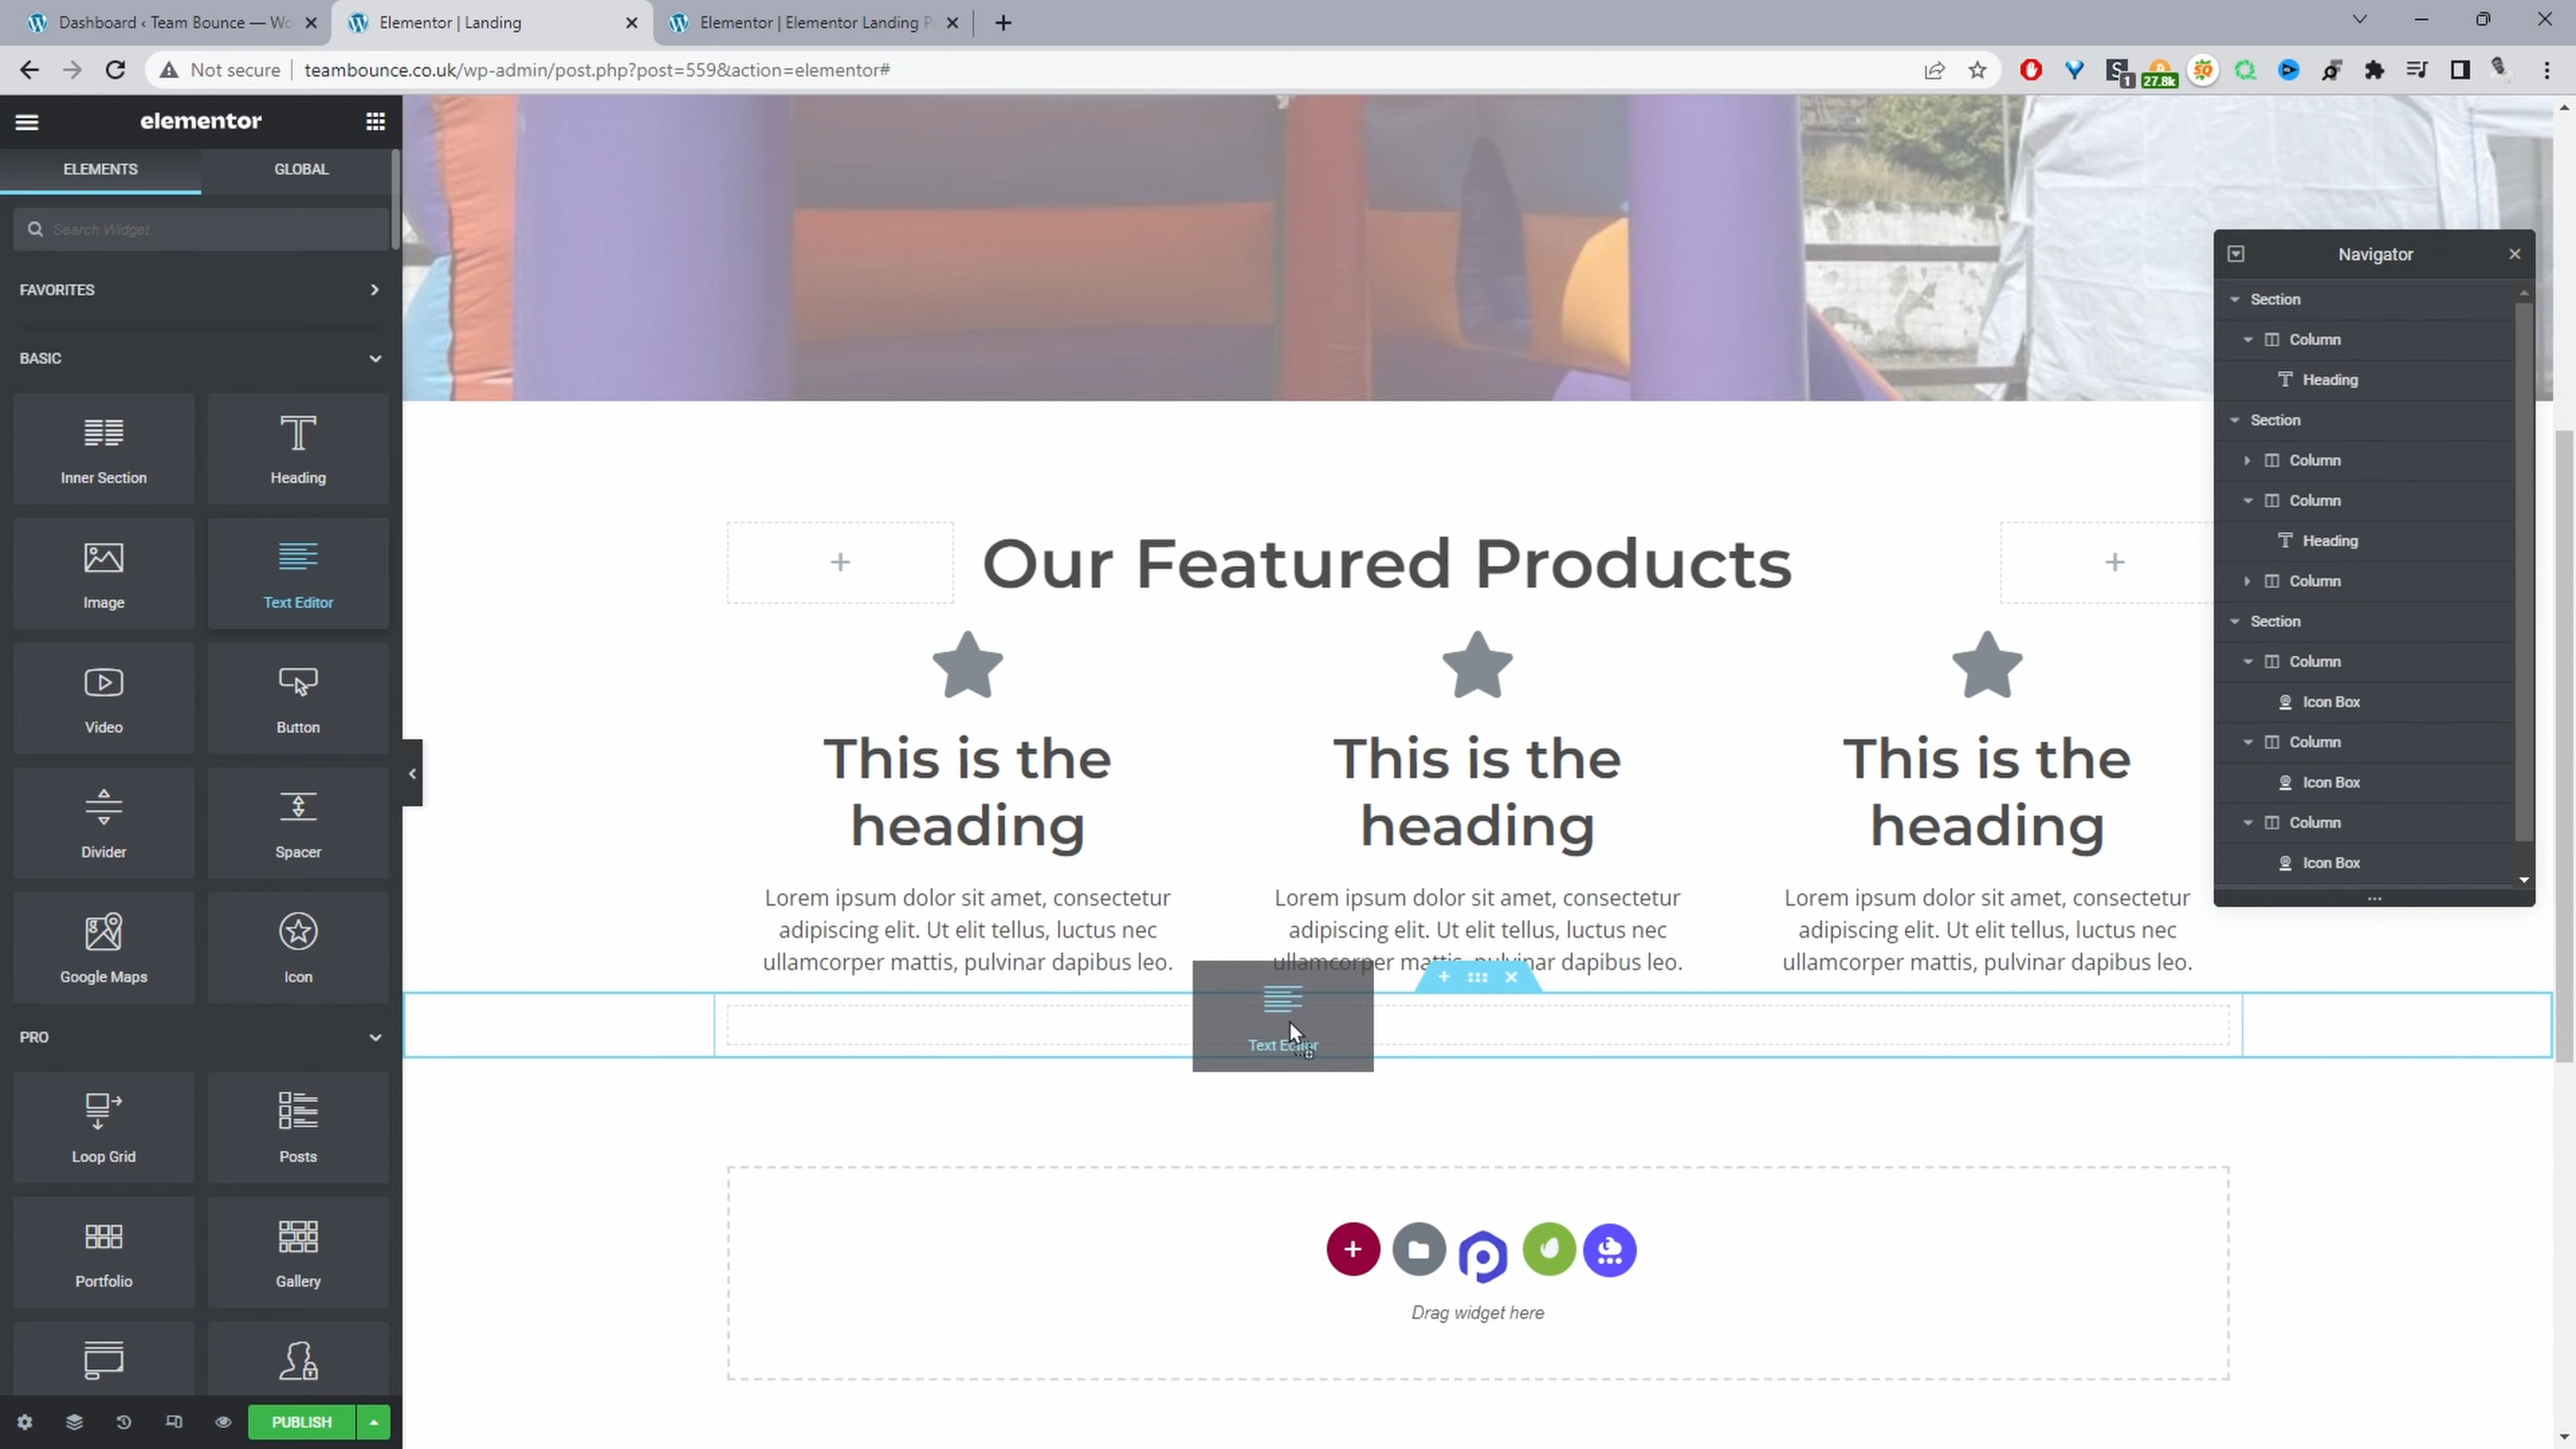 Dashboard ‹ Team Bounce — Wo
Elementor | Landing
Elementor | Elementor Landing P
Not secure
teambounce.co.uk/wp-admin/post.php?post=559&action=elementor#
1
27.8k
SQ
elementor
ELEMENTS
GLOBAL
Search Widget...
FAVORITES
BASIC
Inner Section
Heading
Image
Text Editor
Video
Button
Divider
Spacer
Google Maps
Icon
PRO
Loop Grid
Posts
Portfolio
Gallery
PUBLISH
Our Featured Products
This is the
heading
Lorem ipsum dolor sit amet, consectetur
adipiscing elit. Ut elit tellus, luctus nec
ullamcorper mattis, pulvinar dapibus leo.
This is the
heading
Lorem ipsum dolor sit amet, consectetur
adipiscing elit. Ut elit tellus, luctus nec
ullamcorper mattis, pulvinar dapibus leo.
This is the
heading
Lorem ipsum dolor sit amet, consectetur
adipiscing elit. Ut elit tellus, luctus nec
ullamcorper mattis, pulvinar dapibus leo.
Text Editor
Drag widget here
Navigator
Section
Column
Heading
Section
Column
Column
Heading
Column
Section
Column
Icon Box
Column
Icon Box
Column
Icon Box